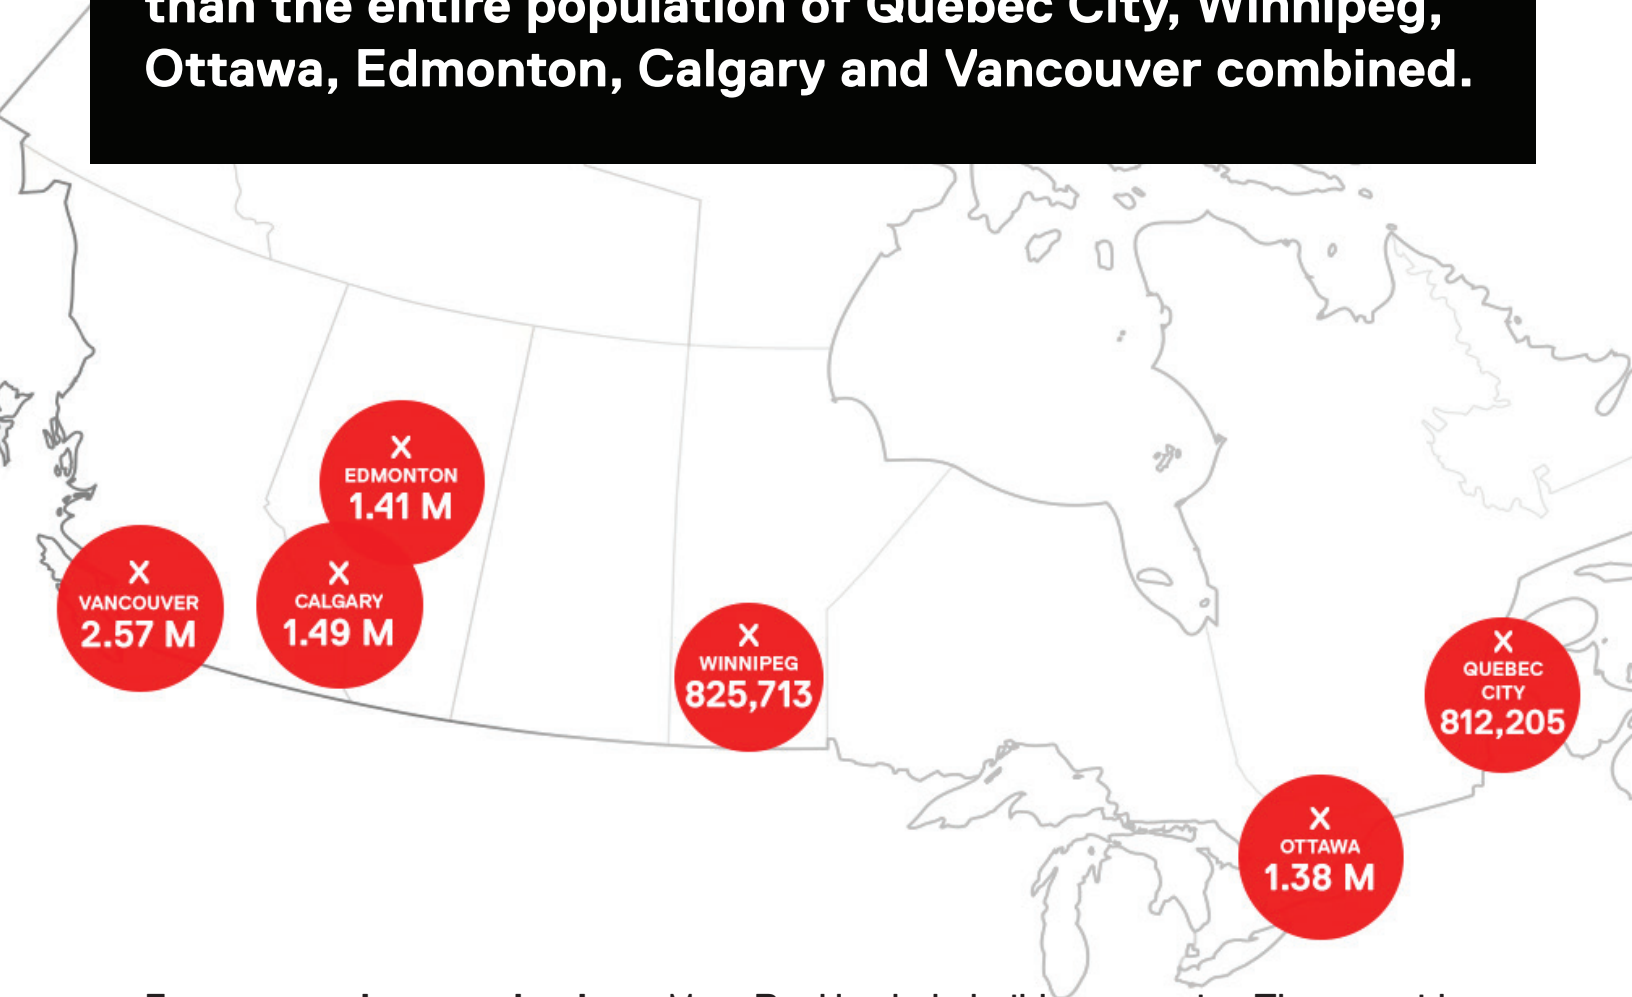 than the entire population of Quebec City, Winnipeg,
Ottawa, Edmonton, Calgary and Vancouver combined.
X
EDMONTON
1.41 M
X
VANCOUVER
2.57 M
X
CALGARY
1.49 M
X
WINNIPEG
825,713
X
QUEBEC
CITY
812,205
X
OTTAWA
1.38 M